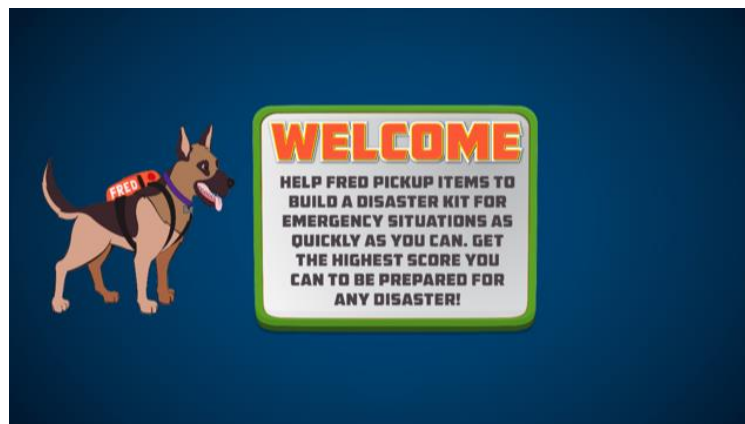 FRED
WELCOME
HELP FRED PICKUP ITEMS TO
BUILD A DISASTER KIT FOR
EMERGENCY SITUATIONS AS
QUICKLY AS YOU CAN. GET
THE HIGHEST SCORE YOU
CAN TO BE PREPARED FOR
ANY DISASTER!